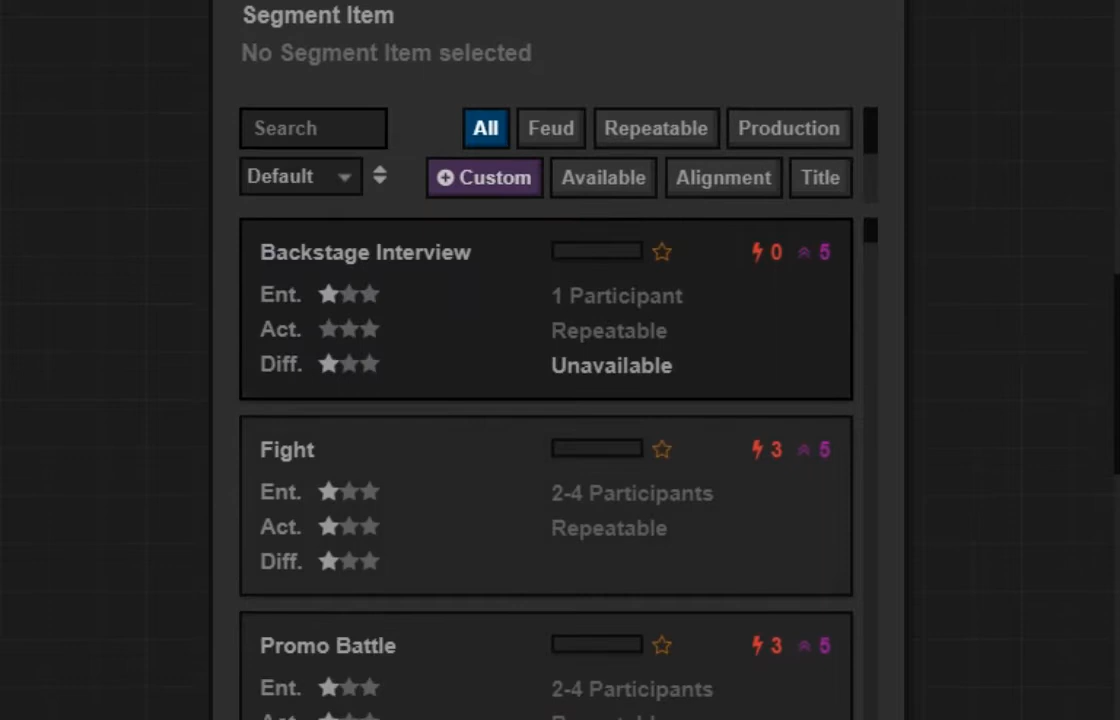 Segment Item
No Segment Item selected
Search
All Feud Repeatable Production
Default
Custom Available Alignment Title
Backstage Interview 0 5
Ent. 1 Participant
Act. Repeatable
Diff. Unavailable
Fight 3 5
Ent. 2-4 Participants
Act. Repeatable
Diff.
Promo Battle 3 5
Ent. 2-4 Participants